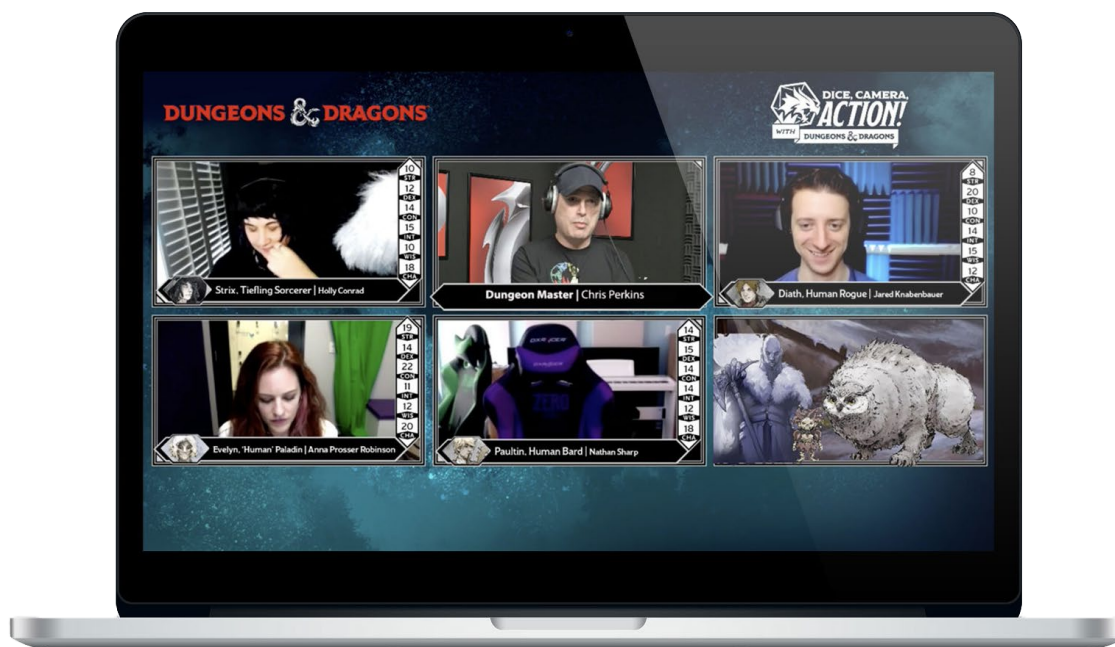 DUNGEONS & DRAGONS
DICE, CAMERA,
ACTION!
WITH
DUNGEONS & DRAGONS
10
STR
12
DEX
14
CON
15
INT
10
WIS
18
CHA
Strix, Tiefling Sorcerer | Holly Conrad
Dungeon Master | Chris Perkins
8
STR
20
DEX
10
CON
14
INT
15
WIS
12
CHA
Diath, Human Rogue | Jared Knabenbauer
19
STR
14
DEX
22
CON
11
INT
12
WIS
20
CHA
Evelyn, 'Human' Paladin | Anna Prosser Robinson
ZERO
14
STR
15
DEX
14
CON
14
INT
12
WIS
18
CHA
Paultin, Human Bard | Nathan Sharp